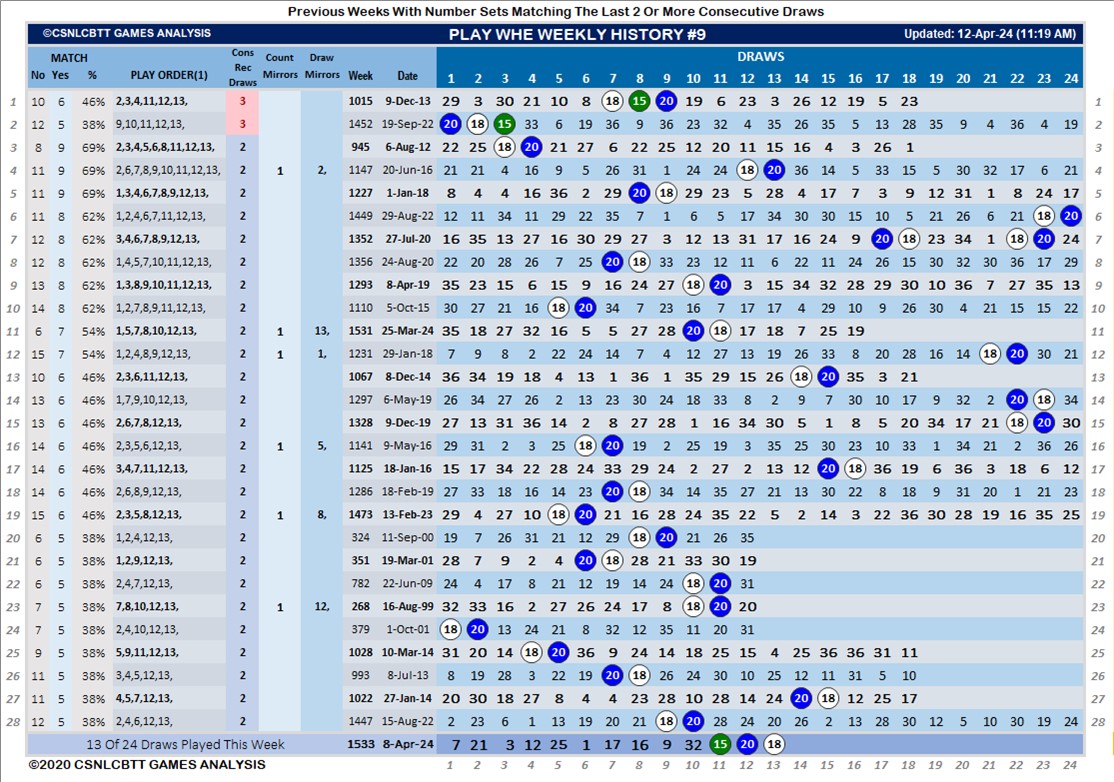 Previous Weeks With Number Sets Matching The Last 2 Or More Consecutive Draws
©CSNLCBTT GAMES ANALYSIS PLAY WHE WEEKLY HISTORY #9 Updated: 12-Apr-24 (11:19 AM)
MATCH Cons Rec Draws Count Mirrors Draw Mirrors DRAWS
No Yes % PLAY ORDER(1) Week Date 1 2 3 4 5 6 7 8 9 10 11 12 13 14 15 16 17 18 19 20 21 22 23 24
1 10 6 46% 2,3,4,11,12,13, 3 1015 9-Dec-13 29 3 30 21 10 8 18 15 20 19 6 23 3 26 12 19 5 23 1
2 12 5 38% 9,10,11,12,13, 3 1452 19-Sep-22 20 18 15 33 6 19 36 9 36 23 32 4 35 26 35 5 13 28 13 9 4 36 4 19 2
3 8 9 69% 2,3,4,5,6,8,11,12,13, 2 945 6-Aug-12 22 25 18 20 21 27 6 22 25 12 20 11 15 16 4 3 26 1 3
4 11 9 69% 2,6,7,8,9,10,11,12,13, 2 1 2, 1147 20-Jun-16 21 21 4 16 9 5 26 31 1 24 24 18 20 36 14 5 33 15 15 5 30 32 17 6 21 4
5 11 9 69% 1,3,4,6,7,8,9,12,13, 2 1227 1-Jan-18 8 4 4 16 36 2 29 20 18 29 23 5 28 4 17 7 3 9 12 31 1 8 24 17 5
6 11 8 62% 1,2,4,6,7,11,12,13, 2 1449 29-Aug-22 12 11 34 11 29 22 35 7 1 6 5 17 34 30 30 15 10 5 21 26 6 21 18 20 6
7 12 8 62% 3,4,6,7,8,9,12,13, 2 1352 27-Jul-20 16 35 13 27 16 30 29 27 3 12 13 31 17 16 24 9 20 18 23 34 1 18 20 24 7
8 12 8 62% 1,4,5,7,10,11,12,13, 2 1356 24-Aug-20 22 20 28 26 7 25 20 18 33 23 12 11 6 22 11 24 26 15 30 32 30 36 17 29 8
9 13 8 62% 1,3,8,9,10,11,12,13, 2 1293 8-Apr-19 35 23 15 6 15 9 16 24 27 18 20 3 15 34 32 28 29 30 10 36 7 27 35 13 9
10 14 8 62% 1,2,7,8,9,11,12,13, 2 1110 5-Oct-15 30 27 21 16 18 20 34 7 23 16 7 17 17 4 29 10 9 26 30 4 21 15 15 22 10
11 6 7 54% 1,5,7,8,10,12,13, 2 1 13, 1531 25-Mar-24 35 18 27 32 16 5 5 27 28 20 18 17 18 7 25 19 11
12 15 7 54% 1,2,4,8,9,12,13, 2 1 1, 1231 29-Jan-18 7 9 8 2 22 24 14 7 4 12 27 13 19 26 33 8 20 28 16 14 18 20 30 21 12
13 10 6 46% 2,3,6,11,12,13, 2 1067 8-Dec-14 36 34 19 18 4 13 1 36 1 35 29 15 26 18 20 35 3 21 13
14 13 6 46% 1,7,9,10,12,13, 2 1297 6-May-19 26 34 27 26 2 13 23 30 24 18 33 8 2 9 7 30 10 17 9 32 2 20 18 34 14
15 13 6 46% 2,6,7,8,12,13, 2 1328 9-Dec-19 27 13 31 36 14 2 8 27 28 1 16 34 30 5 1 8 5 20 34 17 21 18 20 30 15
16 14 6 46% 2,3,5,6,12,13, 2 1 5, 1141 9-May-16 29 31 2 3 25 18 20 19 2 25 19 3 35 25 30 23 10 33 1 34 21 2 36 26 16
17 14 6 46% 3,4,7,11,12,13, 2 1125 18-Jan-16 15 17 34 22 28 24 33 29 24 2 27 2 13 12 20 18 36 19 6 36 3 18 6 12 17
18 14 6 46% 2,6,8,9,12,13, 2 1286 18-Feb-19 27 33 18 16 14 23 20 18 34 14 35 27 21 13 30 22 8 18 9 31 20 1 21 23 18
19 15 6 46% 2,3,5,8,12,13, 2 1 8, 1473 13-Feb-23 29 4 27 10 18 20 21 16 28 24 35 22 5 2 14 3 22 36 30 28 19 16 35 25 19
20 6 5 38% 1,2,4,12,13, 2 324 11-Sep-00 19 7 26 31 21 12 29 18 20 21 26 35 20
21 6 5 38% 1,2,9,12,13, 2 351 19-Mar-01 28 7 9 2 4 20 18 28 21 33 30 19 21
22 6 5 38% 2,4,7,12,13, 2 782 22-Jun-09 24 4 17 8 21 12 19 14 24 18 20 31 22
23 7 5 38% 7,8,10,12,13, 2 1 12, 268 16-Aug-99 32 33 16 2 27 26 24 17 8 18 20 20 23
24 7 5 38% 2,4,10,12,13, 2 379 1-Oct-01 18 20 13 24 21 8 32 12 35 11 20 31 24
25 9 5 38% 5,9,11,12,13, 2 1028 10-Mar-14 31 20 14 18 20 36 9 24 14 18 25 15 4 25 36 36 31 11 25
26 11 5 38% 3,4,5,12,13, 2 993 8-Jul-13 8 19 28 3 22 19 20 18 26 24 30 10 25 12 11 31 5 10 26
27 11 5 38% 4,5,7,12,13, 2 1022 27-Jan-14 20 30 18 27 8 4 4 23 28 10 28 14 24 20 18 12 25 17 27
28 12 5 38% 2,4,6,12,13, 2 1447 15-Aug-22 2 23 6 1 13 19 20 21 18 20 28 24 20 26 2 13 28 30 12 5 10 30 19 24 28
13 Of 24 Draws Played This Week 1533 8-Apr-24 7 21 3 12 25 1 17 16 9 32 15 20 18
©2020 CSNLCBTT GAMES ANALYSIS 1 2 3 4 5 6 7 8 9 10 11 12 13 14 15 16 17 18 19 20 21 22 23 24